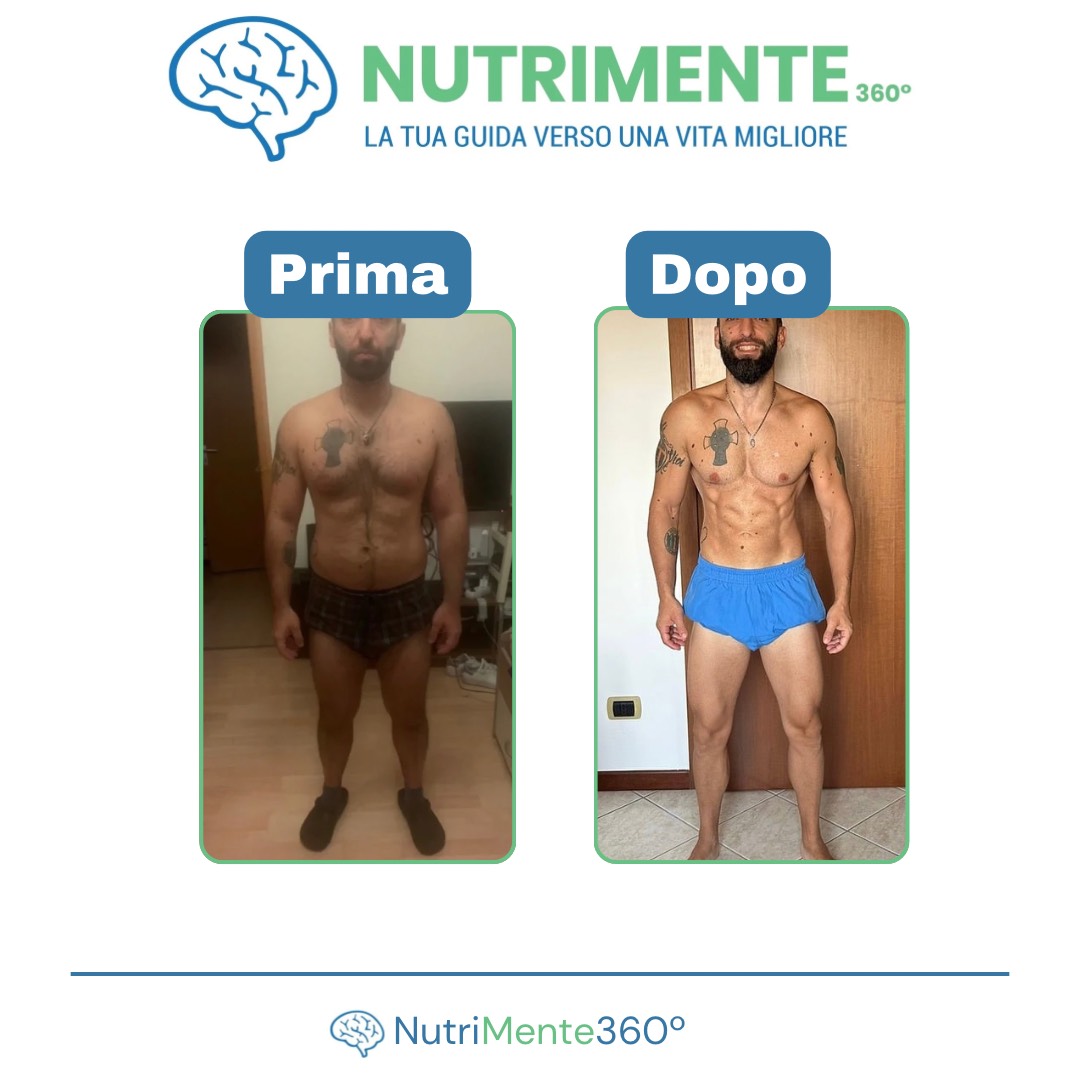 NUTRIMENTE 360°
LA TUA GUIDA VERSO UNA VITA MIGLIORE
Prima
Dopo
NutriMente360°